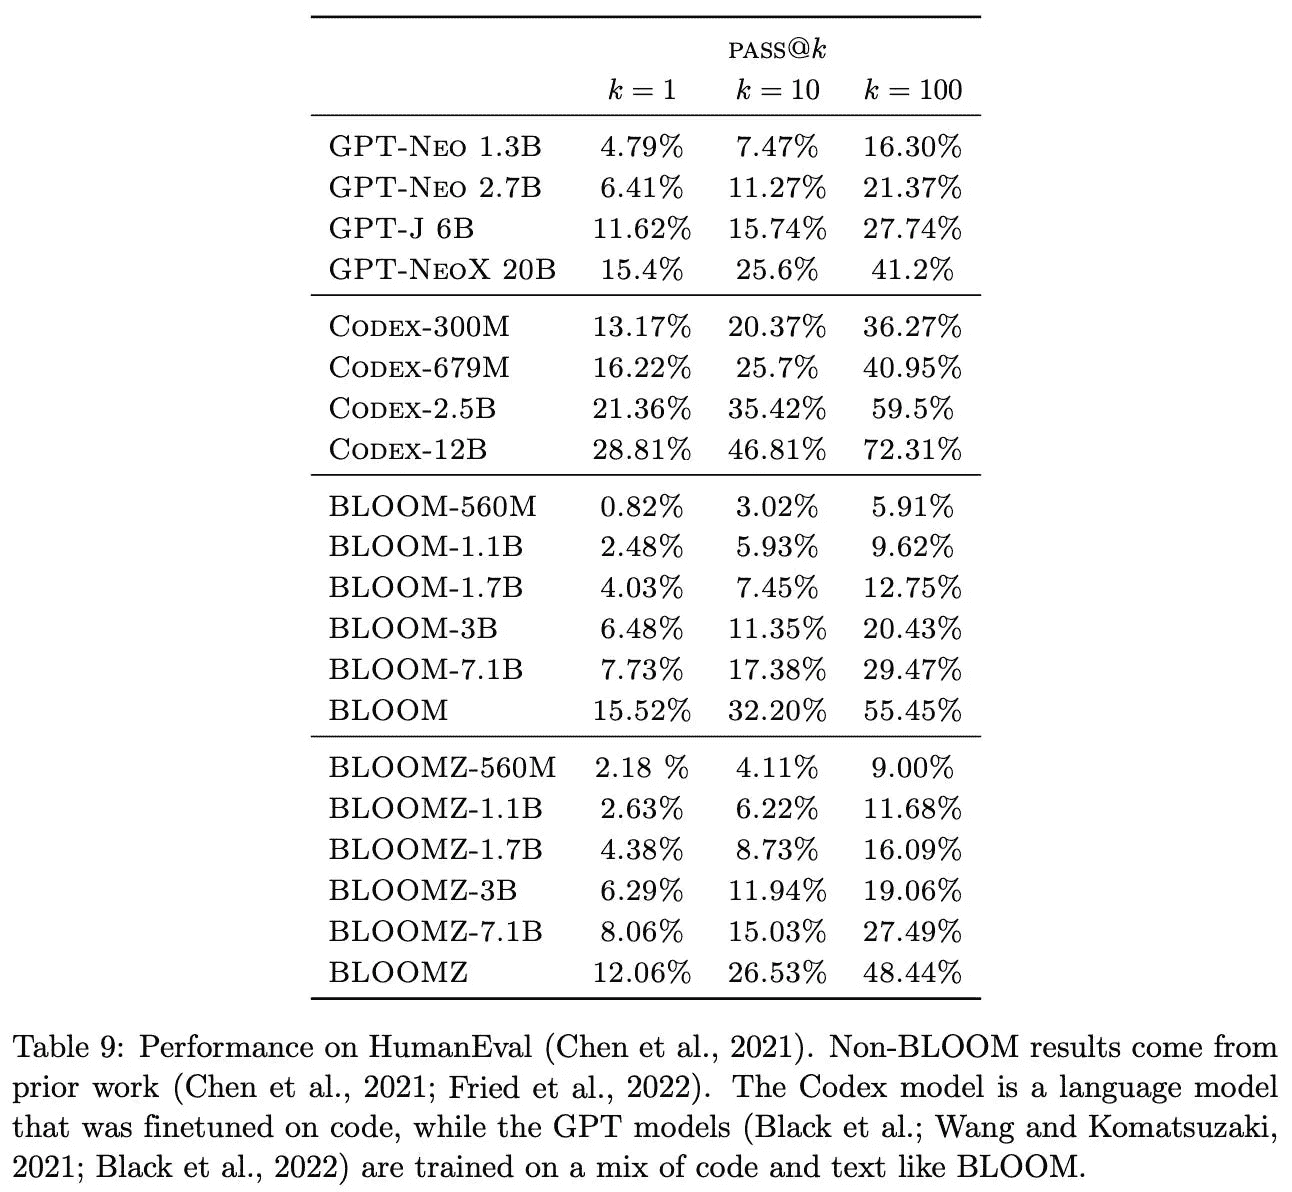 PASS@k
k = 1 k = 10 k = 100
GPT-Neo 1.3B 4.79% 7.47% 16.30%
GPT-Neo 2.7B 6.41% 11.27% 21.37%
GPT-J 6B 11.62% 15.74% 27.74%
GPT-NeoX 20B 15.4% 25.6% 41.2%
Codex-300M 13.17% 20.37% 36.27%
Codex-679M 16.22% 25.7% 40.95%
Codex-2.5B 21.36% 35.42% 59.5%
Codex-12B 28.81% 46.81% 72.31%
BLOOM-560M 0.82% 3.02% 5.91%
BLOOM-1.1B 2.48% 5.93% 9.62%
BLOOM-1.7B 4.03% 7.45% 12.75%
BLOOM-3B 6.48% 11.35% 20.43%
BLOOM-7.1B 7.73% 17.38% 29.47%
BLOOM 15.52% 32.20% 55.45%
BLOOMZ-560M 2.18 % 4.11% 9.00%
BLOOMZ-1.1B 2.63% 6.22% 11.68%
BLOOMZ-1.7B 4.38% 8.73% 16.09%
BLOOMZ-3B 6.29% 11.94% 19.06%
BLOOMZ-7.1B 8.06% 15.03% 27.49%
BLOOMZ 12.06% 26.53% 48.44%
Table 9: Performance on HumanEval (Chen et al., 2021). Non-BLOOM results come from
prior work (Chen et al., 2021; Fried et al., 2022). The Codex model is a language model
that was finetuned on code, while the GPT models (Black et al.; Wang and Komatsuzaki,
2021; Black et al., 2022) are trained on a mix of code and text like BLOOM.